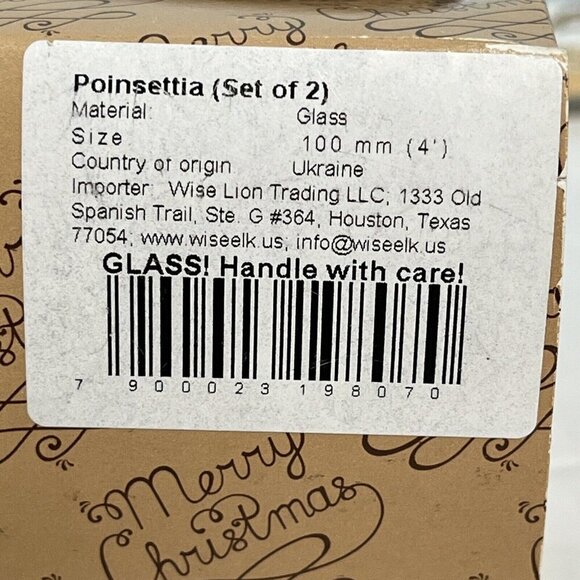 Merry
Poinsettia (Set of 2)
Material: Glass
Size 100 mm (4')
Country of origin Ukraine
Importer: Wise Lion Trading LLC; 1333 Old
Spanish Trail, Ste. G #364, Houston, Texas
77054; www.wiseelk.us, info@wiseelk.us
GLASS! Handle with care!
7 900023 198070
Merry
Christmas